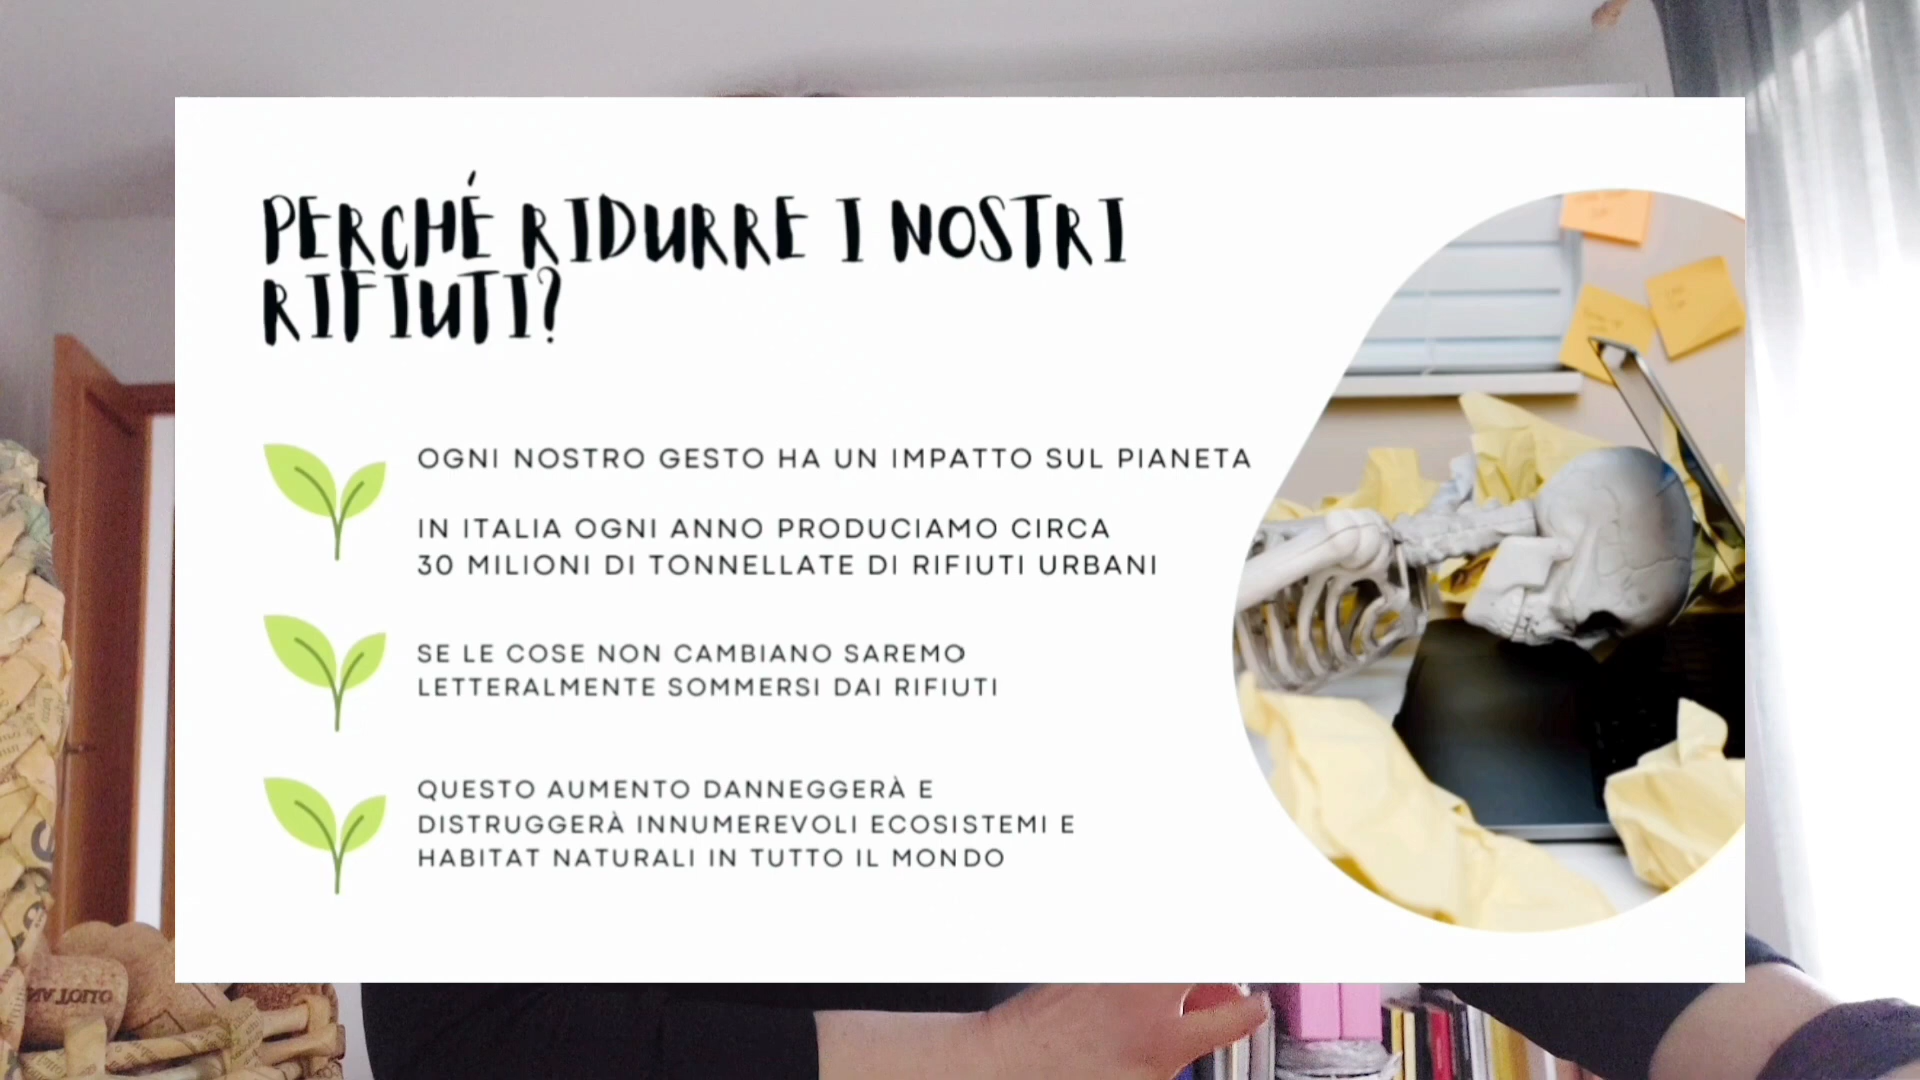 PERCHÉ RIDURRE I NOSTRI
RIFIUTI?
OGNI NOSTRO GESTO HA UN IMPATTO SUL PIANETA
IN ITALIA OGNI ANNO PRODUCIAMO CIRCA
30 MILIONI DI TONNELLATE DI RIFIUTI URBANI
SE LE COSE NON CAMBIANO SAREMO
LETTERALMENTE SOMMERSI DAI RIFIUTI
QUESTO AUMENTO DANNEGGERÀ E
DISTRUGGERÀ INNUMEREVOLI ECOSISTEMI E
HABITAT NATURALI IN TUTTO IL MONDO